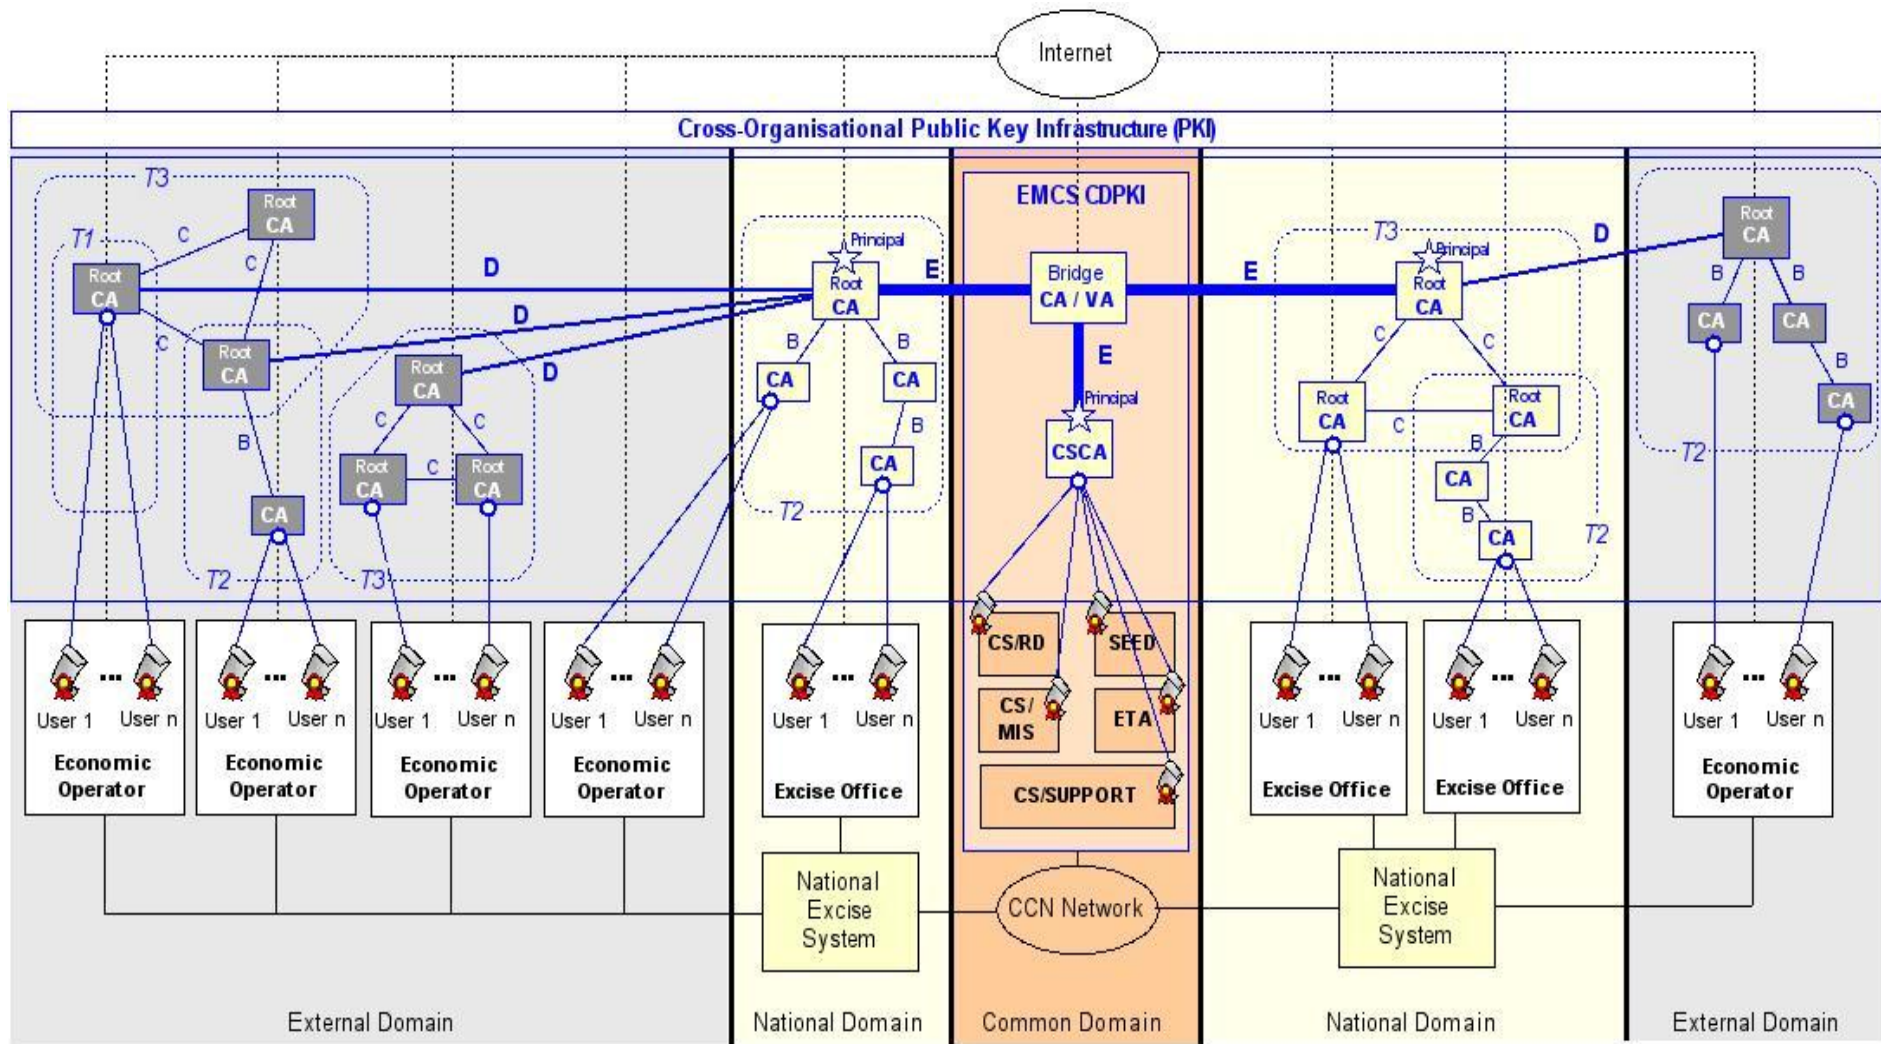 Internet
Cross-Organisational Public Key Infrastructure (PKI)
T3
Root
CA
C
T1
C
Root
CA
C
Root
CA
B
CA
T2
Root
CA
C
C
Root
CA
C
Root
CA
T3
D
D
D
Principal
Root
CA
B
B
CA
CA
B
CA
T2
E
EMCS CDPKI
Bridge
CA / VA
E
Principal
CSCA
E
T3
Principal
Root
CA
C
C
Root
CA
C
Root
CA
B
CA
B
CA
T2
D
Root
CA
B
B
CA
CA
B
CA
T2
User 1 ... User n
Economic
Operator
User 1 ... User n
Economic
Operator
User 1 ... User n
Economic
Operator
User 1 ... User n
Economic
Operator
User 1 ... User n
Excise Office
CS/RD
SEED
CS/
MIS
ETA
CS/SUPPORT
User 1 ... User n
Excise Office
User 1 ... User n
Excise Office
User 1 ... User n
Economic
Operator
National
Excise
System
CCN Network
National
Excise
System
External Domain
National Domain
Common Domain
National Domain
External Domain